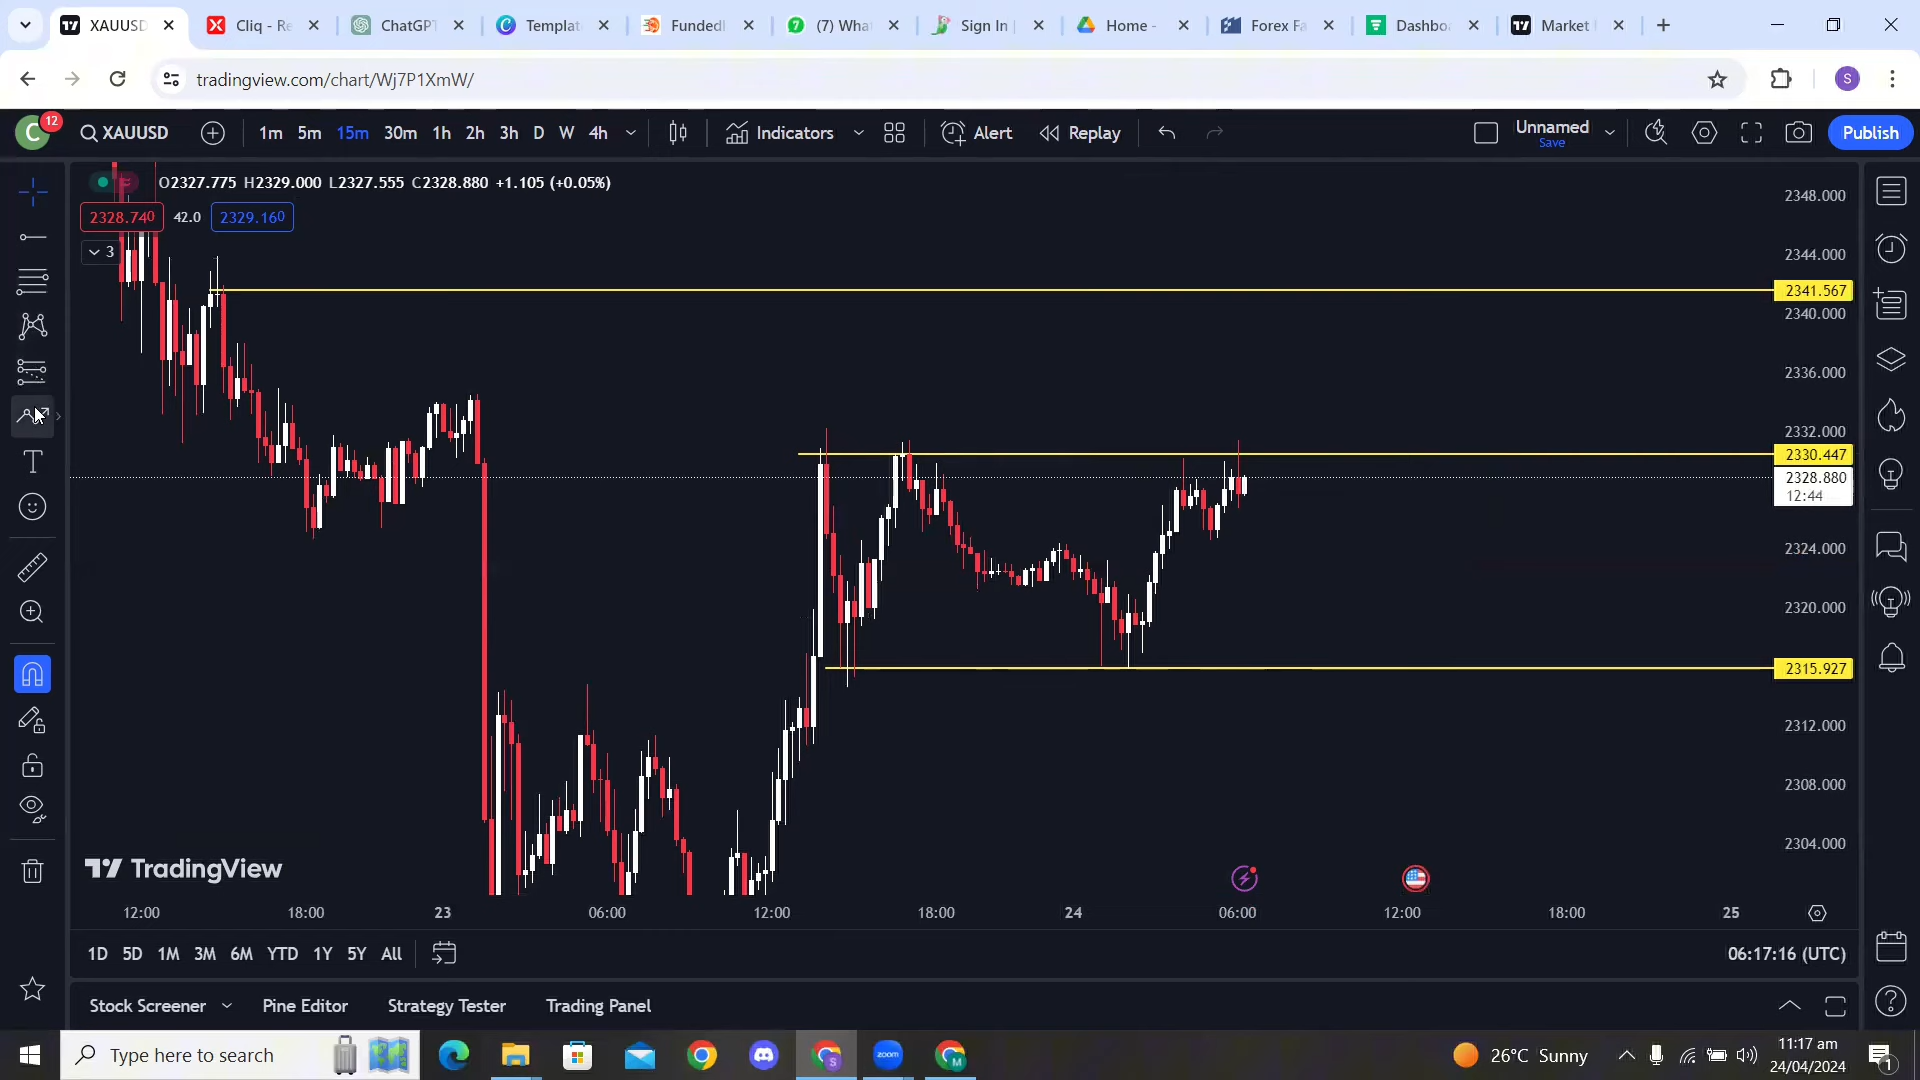 XAUUSD
Cliq - Re
ChatGPT
Templat
Fundedl
(7) Wha
Sign In |
Home -
Forex Fa
Dashbo
Market
tradingview.com/chart/Wj7P1XmW/
C 12 XAUUSD 1m 5m 15m 30m 1h 2h 3h D W 4h Indicators Alert Replay Unnamed Save Publish
O2327.775 H2329.000 L2327.555 C2328.880 +1.105 (+0.05%)
2328.740 42.0 2329.160
3
2348.000
2344.000
2341.567
2340.000
2336.000
2332.000
2330.447
2328.880
12:44
2324.000
2320.000
2315.927
2312.000
2308.000
2304.000
TradingView
12:00 18:00 23 06:00 12:00 18:00 24 06:00 12:00 18:00 25
1D 5D 1M 3M 6M YTD 1Y 5Y All 06:17:16 (UTC)
Stock Screener Pine Editor Strategy Tester Trading Panel
Type here to search zoom 26°C Sunny 11:17 am
24/04/2024 1